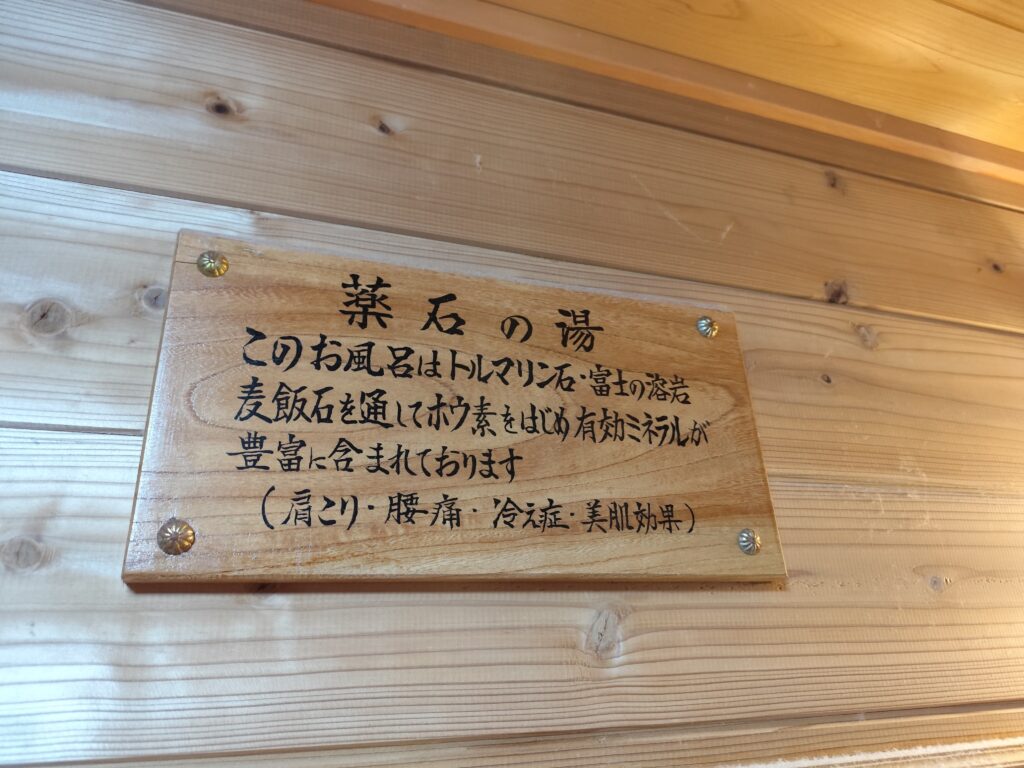 薬石の湯
このお風呂はトルマリン石・富士の溶岩
麦飯石を通してホウ素をはじめ有効ミネラルが
豊富に含まれております
(肩こり・腰痛・冷え症・美肌効果)